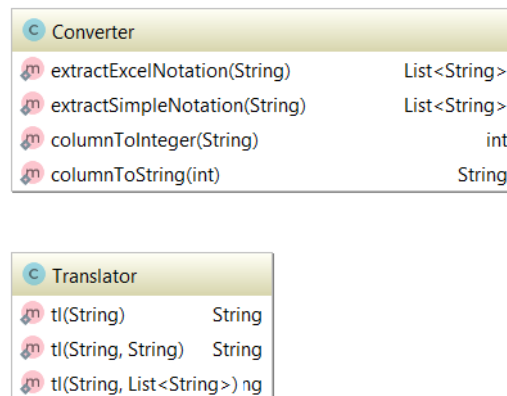 C Converter
m extractExcelNotation(String) List<String>
m extractSimpleNotation(String) List<String>
m columnToInteger(String) int
m columnToString(int) String
C Translator
m tl(String) String
m tl(String, String) String
m tl(String, List<String>) ng